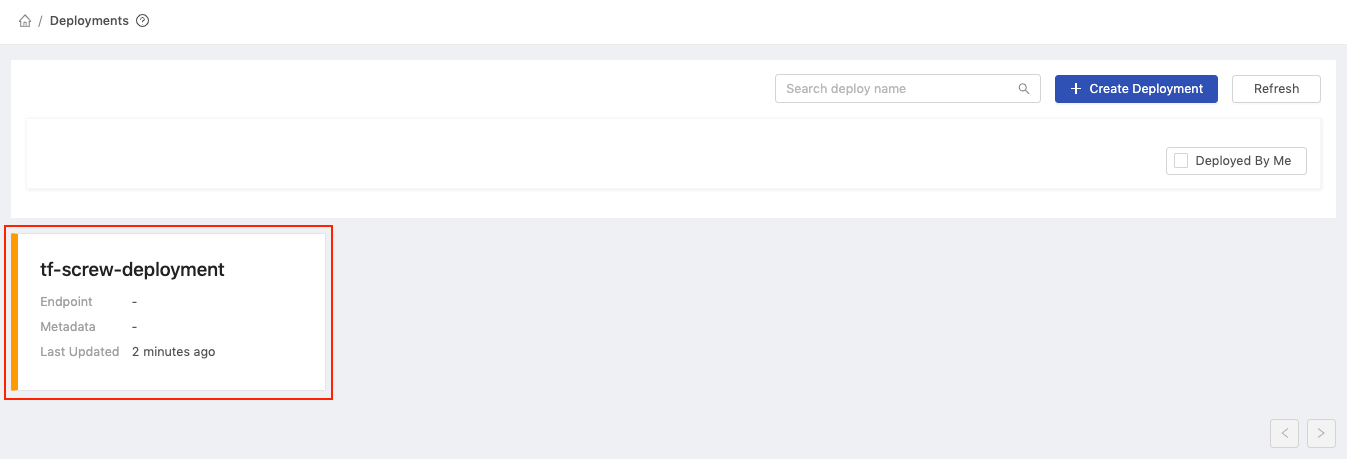 / Deployments
Search deploy name
+ Create Deployment
Refresh
Deployed By Me
tf-screw-deployment
Endpoint -
Metadata -
Last Updated 2 minutes ago